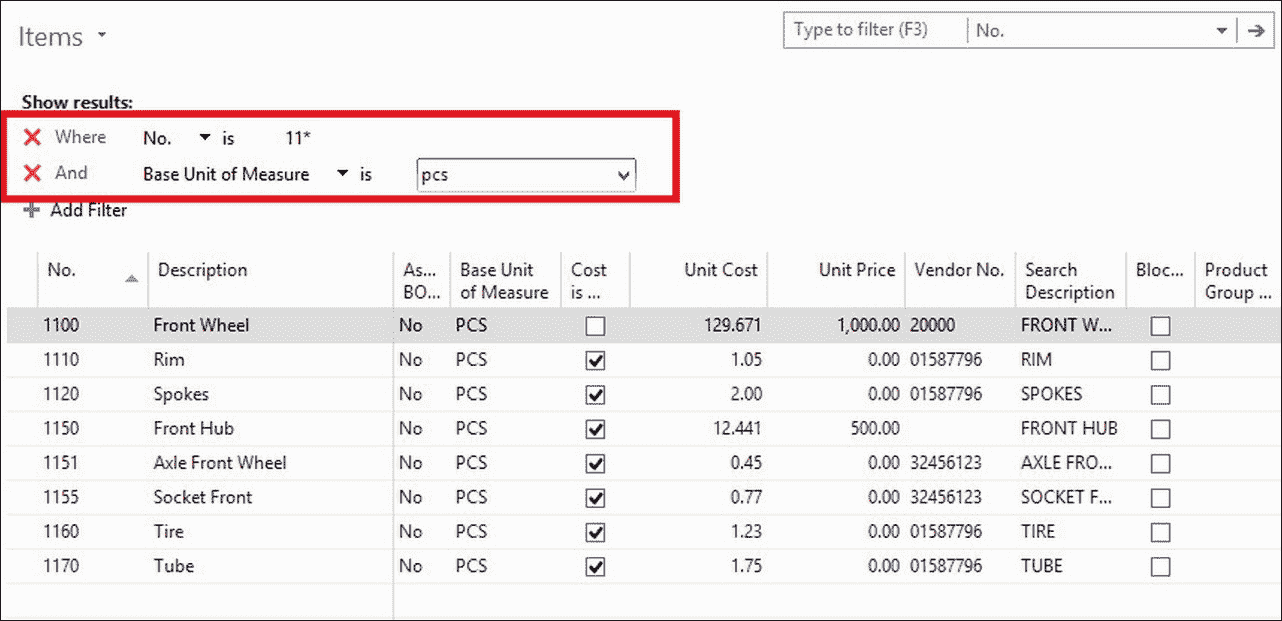 Items
Type to filter (F3) No.
Show results:
Where No. is 11*
And Base Unit of Measure is pcs
Add Filter
No. Description As... BO... Base Unit of Measure Cost is ... Unit Cost Unit Price Vendor No. Search Description Bloc... Product Group ...
1100 Front Wheel No PCS 129.671 1,000.00 20000 FRONT W...
1110 Rim No PCS 1.05 0.00 01587796 RIM
1120 Spokes No PCS 2.00 0.00 01587796 SPOKES
1150 Front Hub No PCS 12.441 500.00 FRONT HUB
1151 Axle Front Wheel No PCS 0.45 0.00 32456123 AXLE FRO...
1155 Socket Front No PCS 0.77 0.00 32456123 SOCKET F...
1160 Tire No PCS 1.23 0.00 01587796 TIRE
1170 Tube No PCS 1.75 0.00 01587796 TUBE